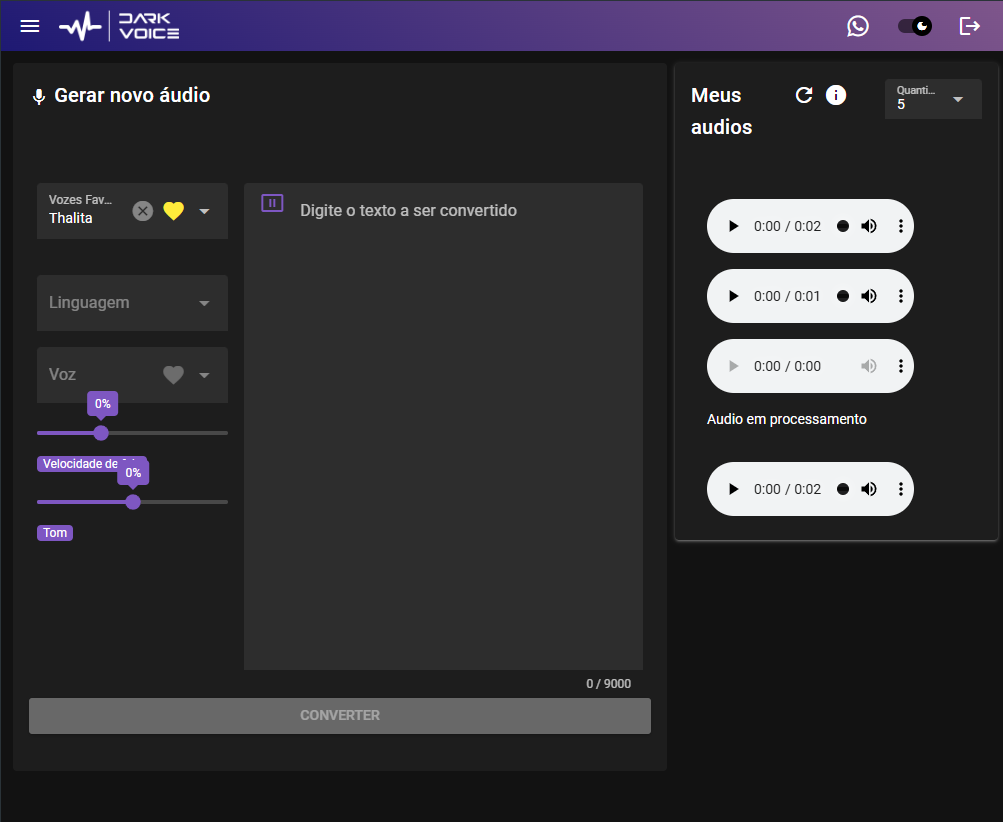 DARK
VOICE
Gerar novo áudio
Vozes Fav...
Thalita
Linguagem
Voz
0%
Velocidade de
0%
Tom
Digite o texto a ser convertido
0 / 9000
CONVERTER
Meus
audios
Quanti...
5
0:00 / 0:02
0:00 / 0:01
0:00 / 0:00
Audio em processamento
0:00 / 0:02